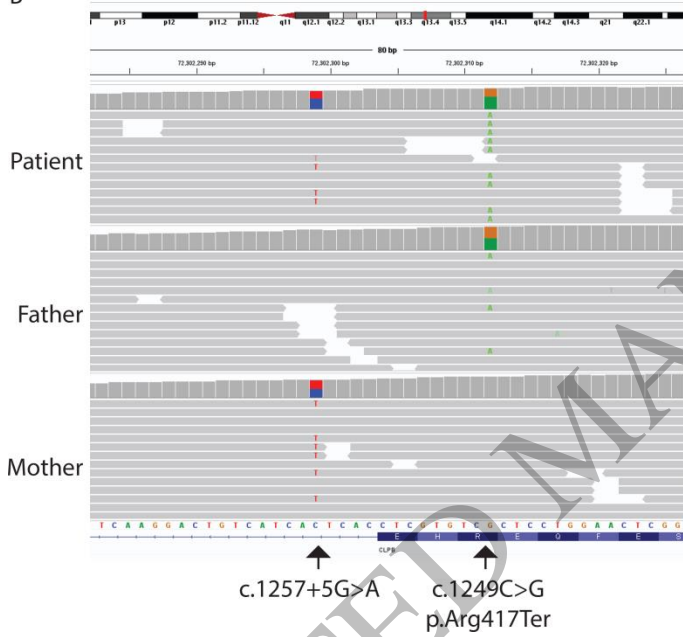 p13 p12 p11.2 p11.12 q11 q12.1 q12.2 q13.1 q13.3 q13.4 q13.5 q14.1 q14.2 q14.3 q21 q22.1
80 bp
72,302,290 bp 72,302,300 bp 72,302,310 bp 72,302,320 bp
A
A
A
A
T
T A
A
T
T A
A
Patient
A
A
A
A
Father
T
T
T
T
T
T
Mother
T C A A G G A C T G T C A T C A C T C A C C T C G T G T C G C T C C T G G A A C T C G G
E H R E Q F E S
CLPB
c.1257+5G>A c.1249C>G
p.Arg417Ter
TED MA